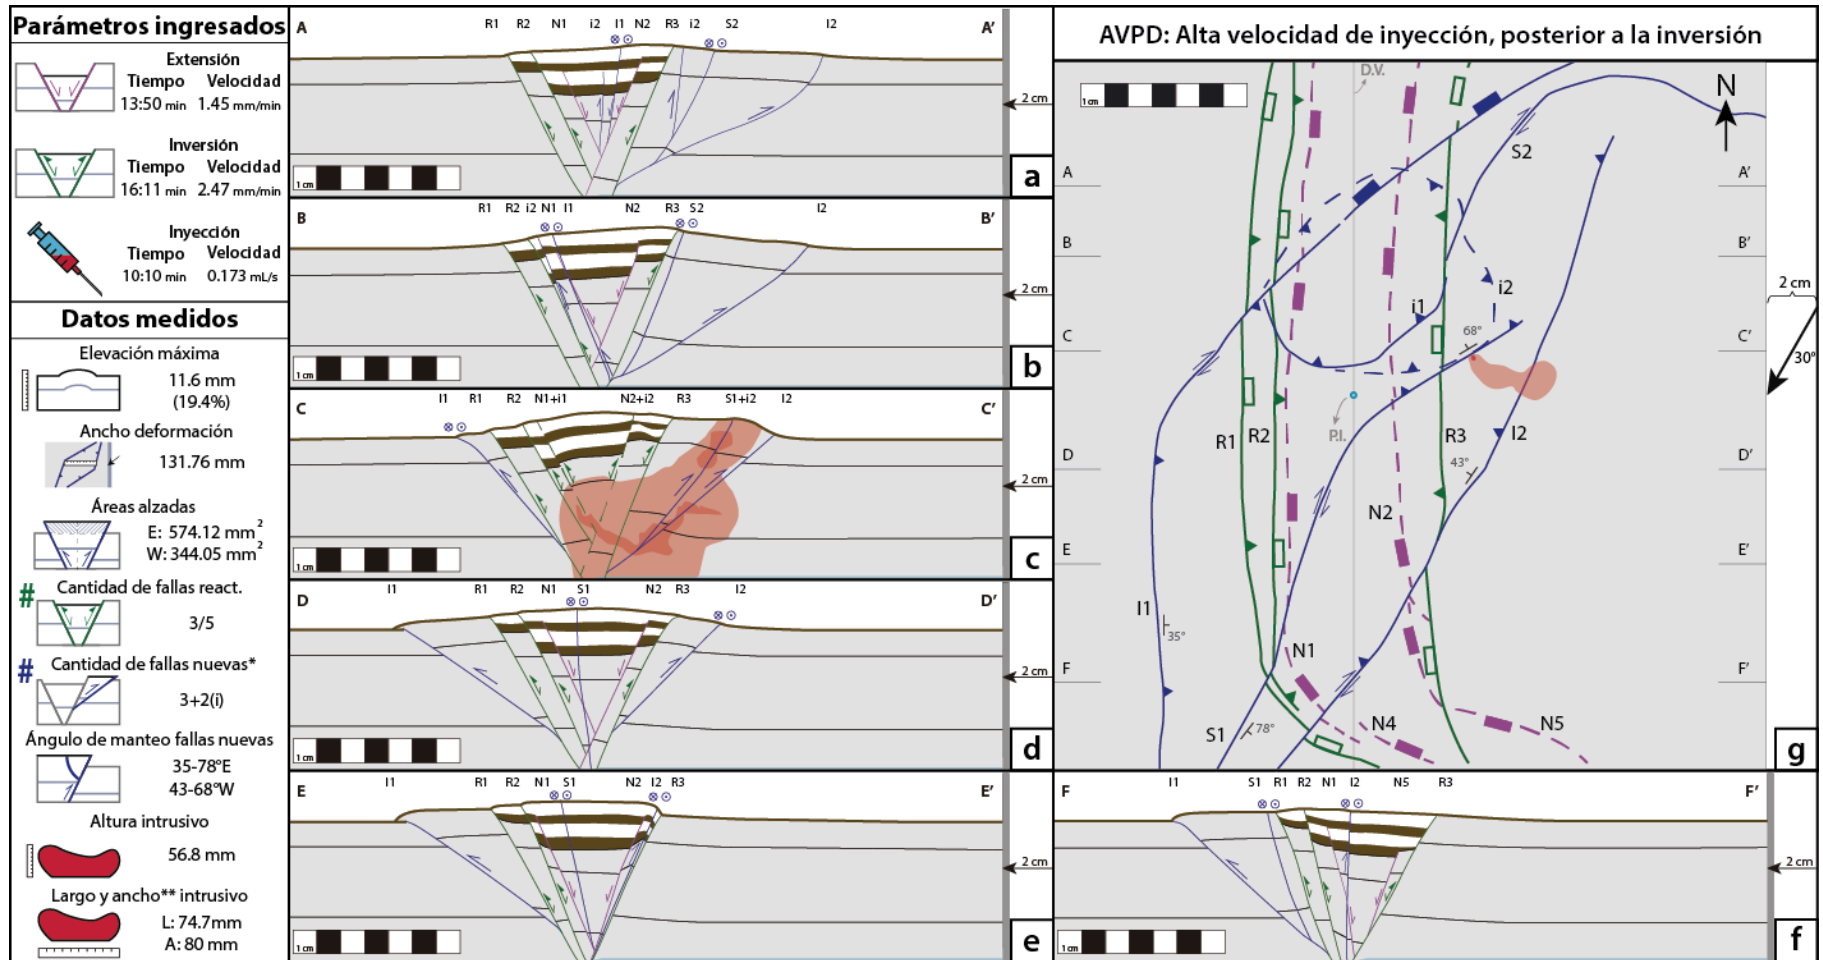 Parámetros ingresados
Extensión
Tiempo Velocidad
13:50 min 1.45 mm/min
Inversión
Tiempo Velocidad
16:11 min 2.47 mm/min
Inyección
Tiempo Velocidad
10:10 min 0.173 mL/s
Datos medidos
Elevación máxima
11.6 mm
(19.4%)
Ancho deformación
131.76 mm
Áreas alzadas
E: 574.12 mm²
W: 344.05 mm²
# Cantidad de fallas react.
3/5
# Cantidad de fallas nuevas*
3+2(i)
Ángulo de manteo fallas nuevas
35-78ºE
43-68ºW
Altura intrusivo
56.8 mm
Largo y ancho** intrusivo
L: 74.7mm
A: 80 mm
A R1 R2 N1 i2 I1 N2 R3 i2 S2 I2 A'
2 cm
1 cm
a
B R1 R2 i2 N1 I1 N2 R3 S2 I2 B'
2 cm
1 cm
b
C I1 R1 R2 N1+i1 N2+i2 R3 S1+i2 I2 C'
2 cm
1 cm
c
D I1 R1 R2 N1 S1 N2 R3 I2 D'
2 cm
1 cm
d
E I1 R1 R2 N1 S1 N2 I2 R3 E'
2 cm
1 cm
e
AVPD: Alta velocidad de inyección, posterior a la inversión
1 cm
D.V.
N
S2
A A'
B B'
2 cm
i2
i1
68°
C C'
30°
P.I.
R1 R2 R3 I2
43°
D D'
N2
E E'
I1
35°
N1
F F'
S1 78° N4 N5
g
F I1 S1 R1 R2 N1 I2 N5 R3 F'
2 cm
1 cm
f